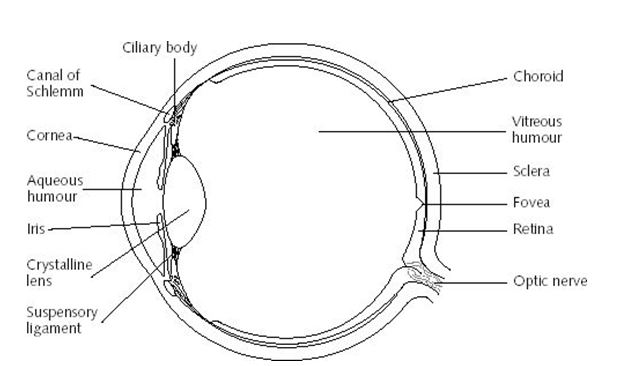 Ciliary body
Canal of
Schlemm
Cornea
Aqueous
humour
Iris
Crystalline
lens
Suspensory
ligament
Choroid
Vitreous
humour
Sclera
Fovea
Retina
Optic nerve